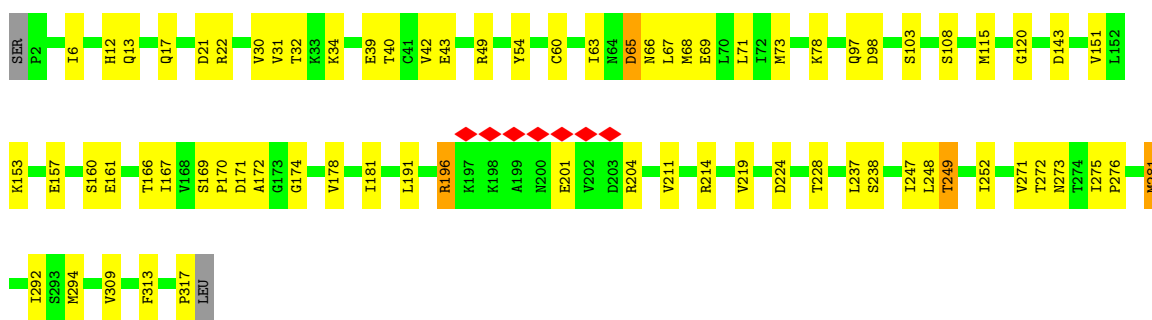 SER P2 I6 H12 Q13 Q17 D21 R22 V30 V31 T32 K33 K34 E39 T40 C41 V42 E43 R49 Y54 C60 I63 N64 D65 N66 L67 M68 E69 L70 L71 I72 M73 K78 Q97 D98 S103 S108 M115 G120 D143 V151 L152
K153 E157 S160 E161 T166 I167 V168 S169 P170 D171 A172 G173 G174 V178 I181 L191 R196 K197 K198 A199 N200 E201 V202 D203 R204 V211 R214 V219 D224 T228 L237 S238 I247 L248 T249 I252 V271 T272 N273 T274 I275 P276 M281
I292 S293 M294 V309 F313 P317 LEU